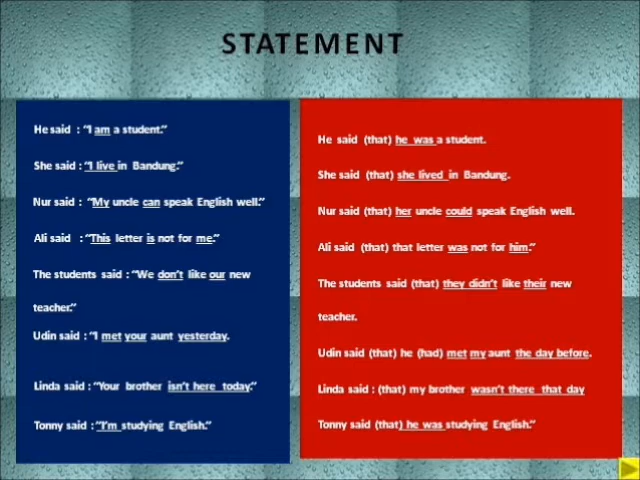 STATEMENT
He said : "I am a student."
She said : "I live in Bandung."
Nur said : "My uncle can speak English well."
Ali said : "This letter is not for me."
The students said : "We don't like our new
teacher."
Udin said : "I met your aunt yesterday.
Linda said : "Your brother isn't here today."
Tonny said : "I'm studying English."
He said (that) he was a student.
She said (that) she lived in Bandung.
Nur said (that) her uncle could speak English well.
Ali said (that) that letter was not for him."
The students said (that) they didn't like their new
teacher.
Udin said (that) he (had) met my aunt the day before.
Linda said : (that) my brother wasn't there that day
Tonny said (that) he was studying English."